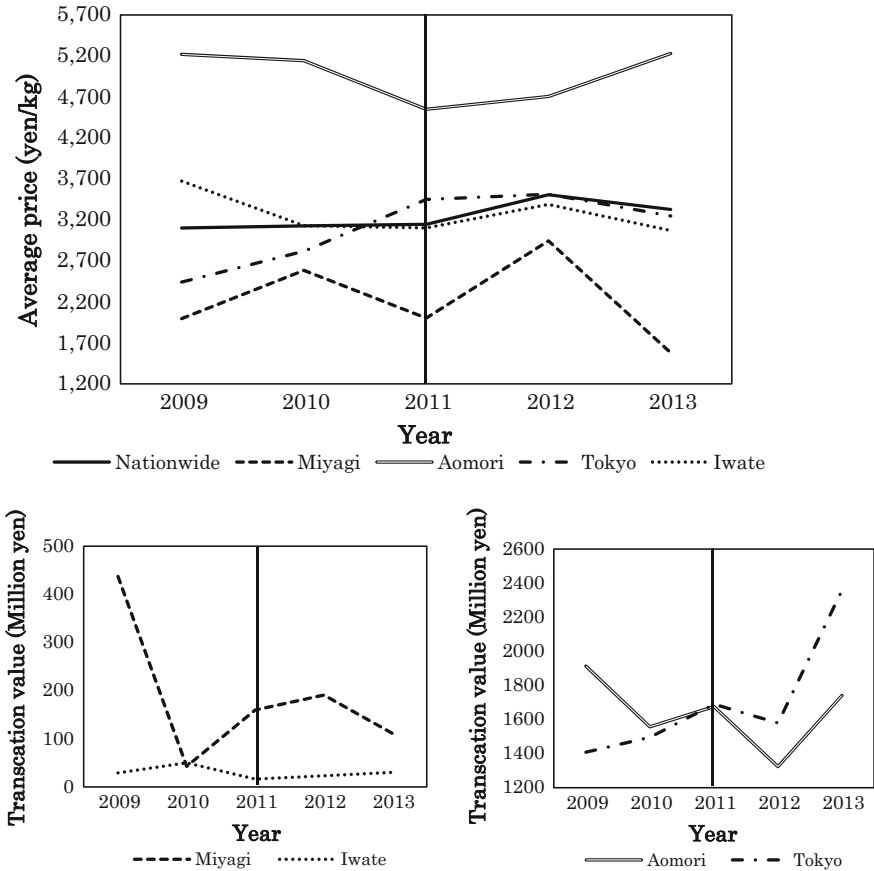 Average price (yen/kg)
5,700
5,200
4,700
4,200
3,700
3,200
2,700
2,200
1,700
1,200
2009 2010 2011 2012 2013
Year
Nationwide Miyagi Aomori Tokyo Iwate
Transcation value (Million yen)
500
400
300
200
100
0
2009 2010 2011 2012 2013
Year
Miyagi Iwate
Transcation value (Million yen)
2600
2400
2200
2000
1800
1600
1400
1200
2009 2010 2011 2012 2013
Year
Aomori Tokyo